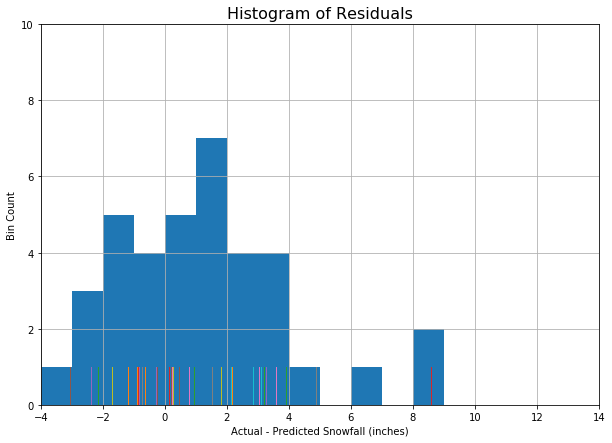 Histogram of Residuals
10
8
6
4
2
0
Bin Count
−4 −2 0 2 4 6 8 10 12 14
Actual - Predicted Snowfall (inches)